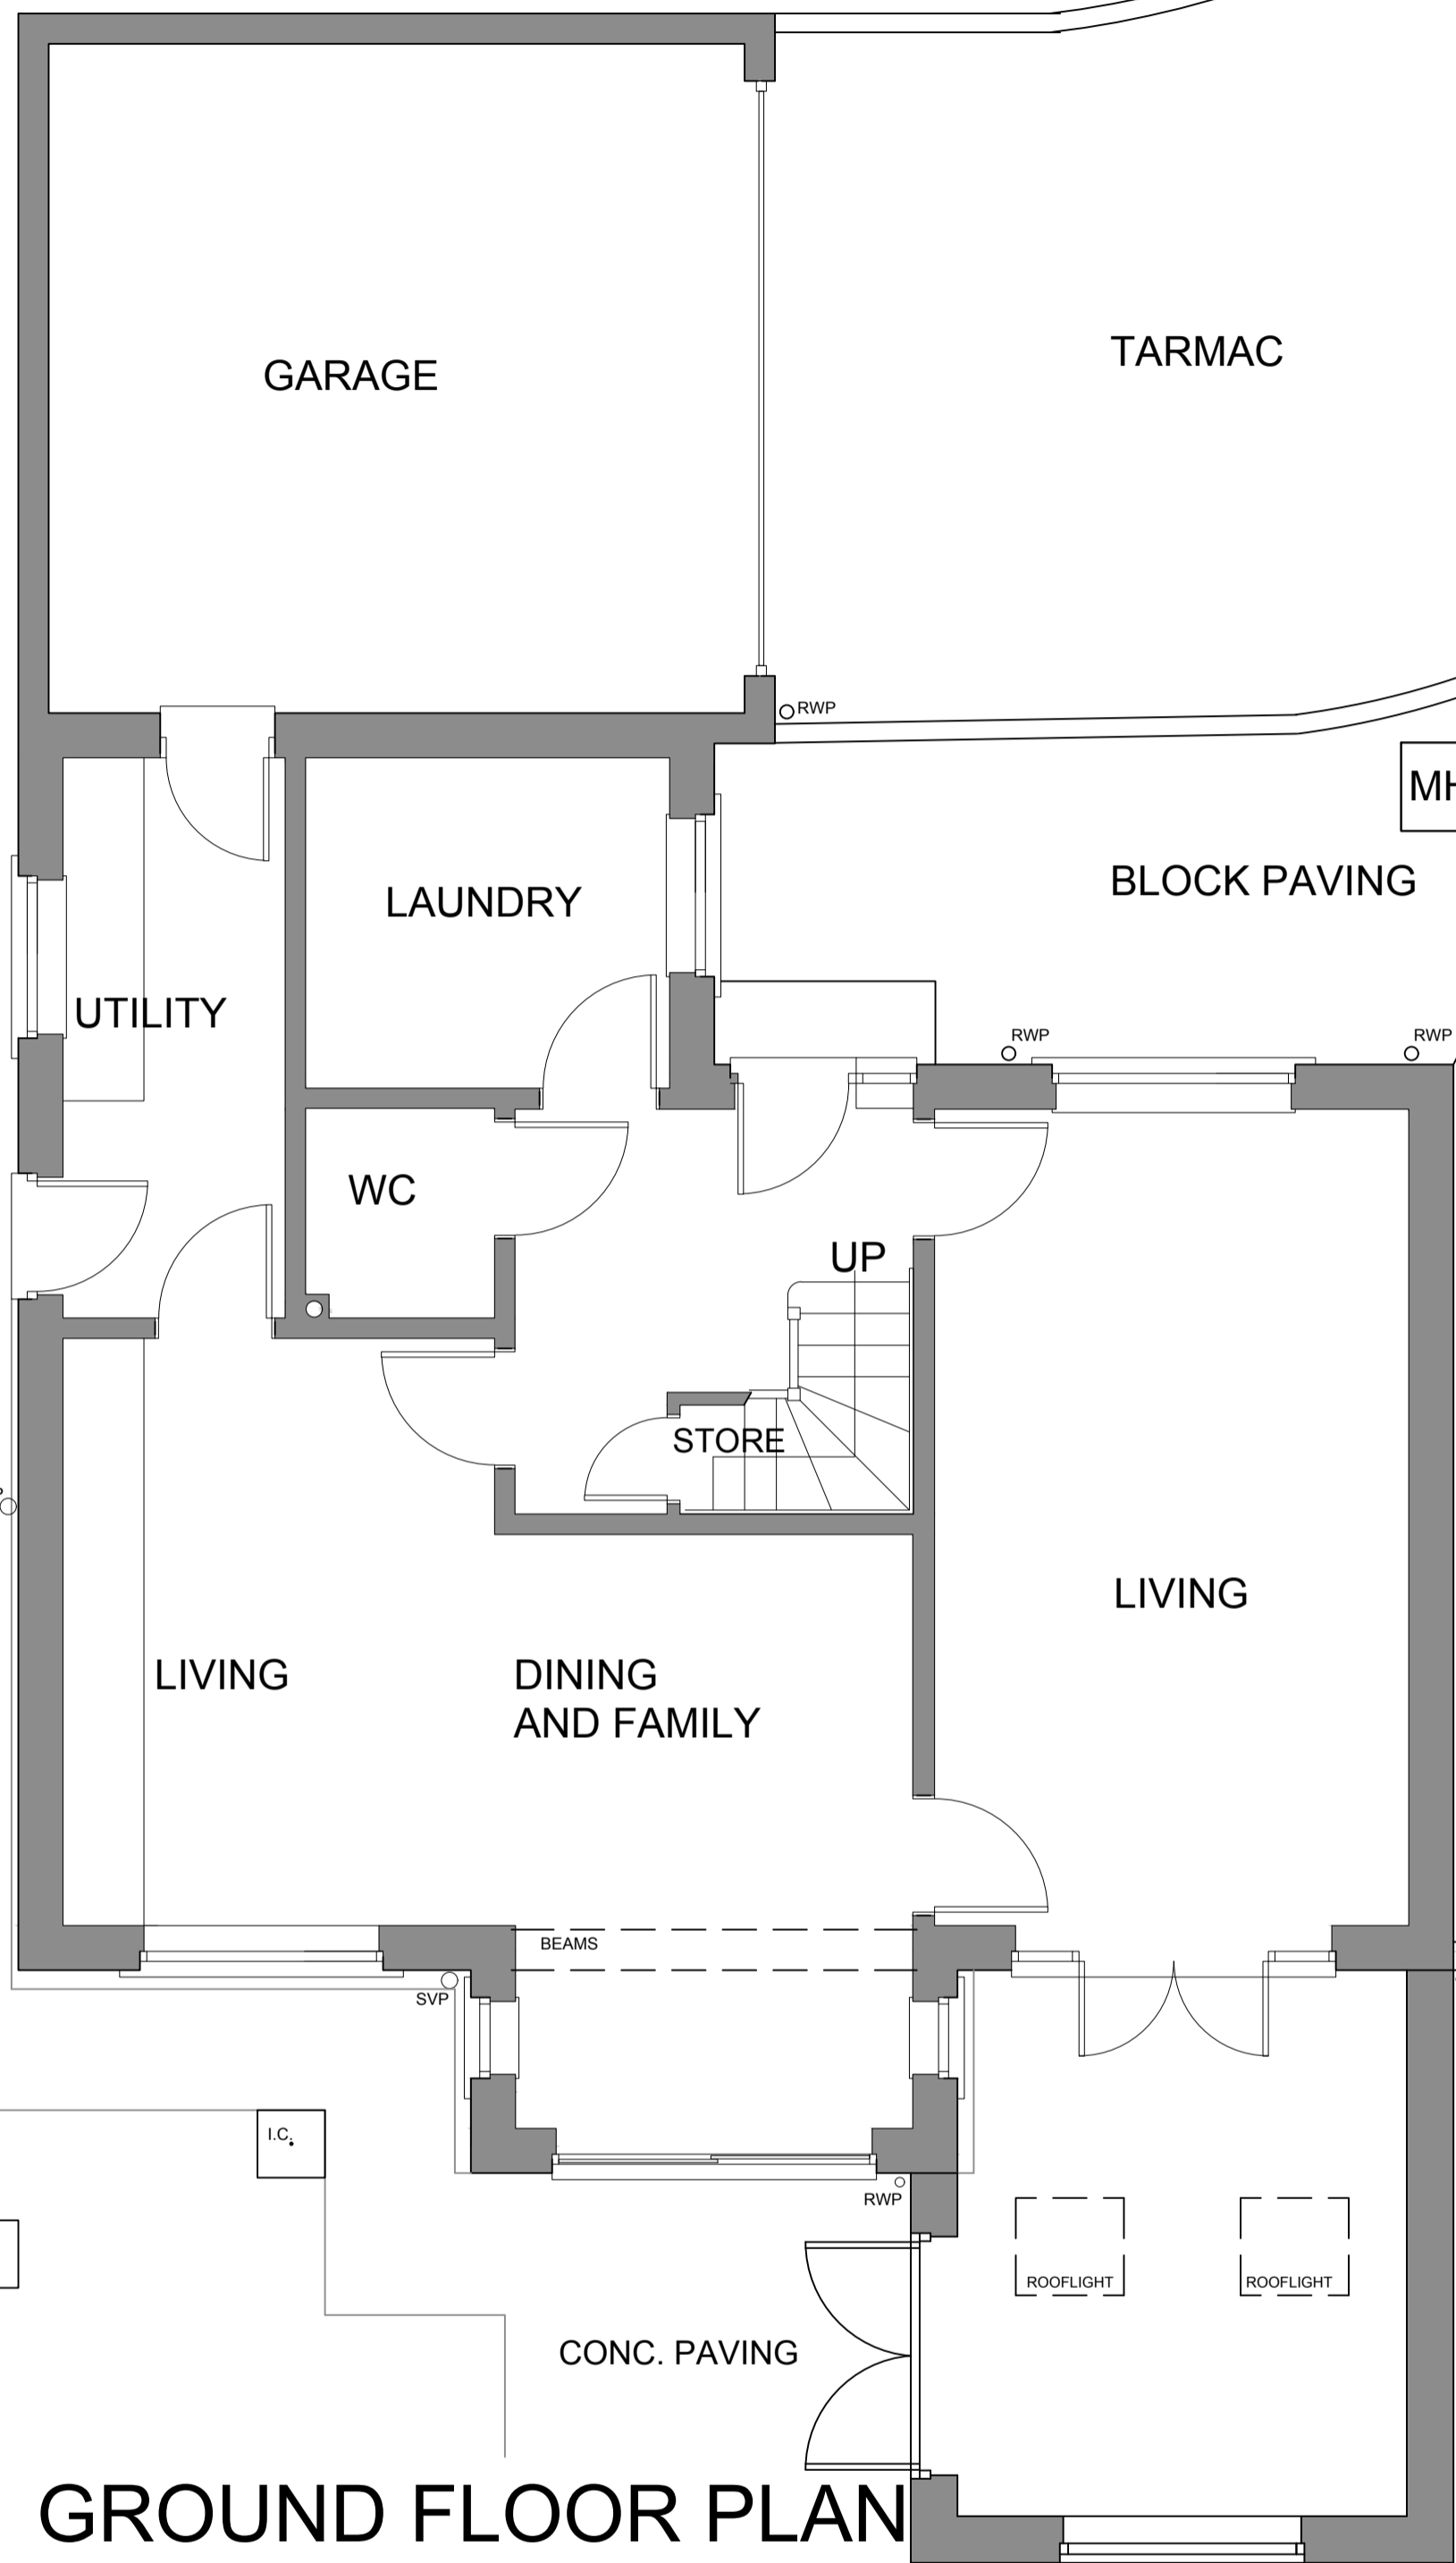 GARAGE
TARMAC
RWP
MH
BLOCK PAVING
LAUNDRY
UTILITY
RWP
RWP
WC
UP
STORE
LIVING
LIVING
DINING
AND FAMILY
BEAMS
SVP
I.C.
RWP
ROOFLIGHT
ROOFLIGHT
CONC. PAVING
GROUND FLOOR PLAN